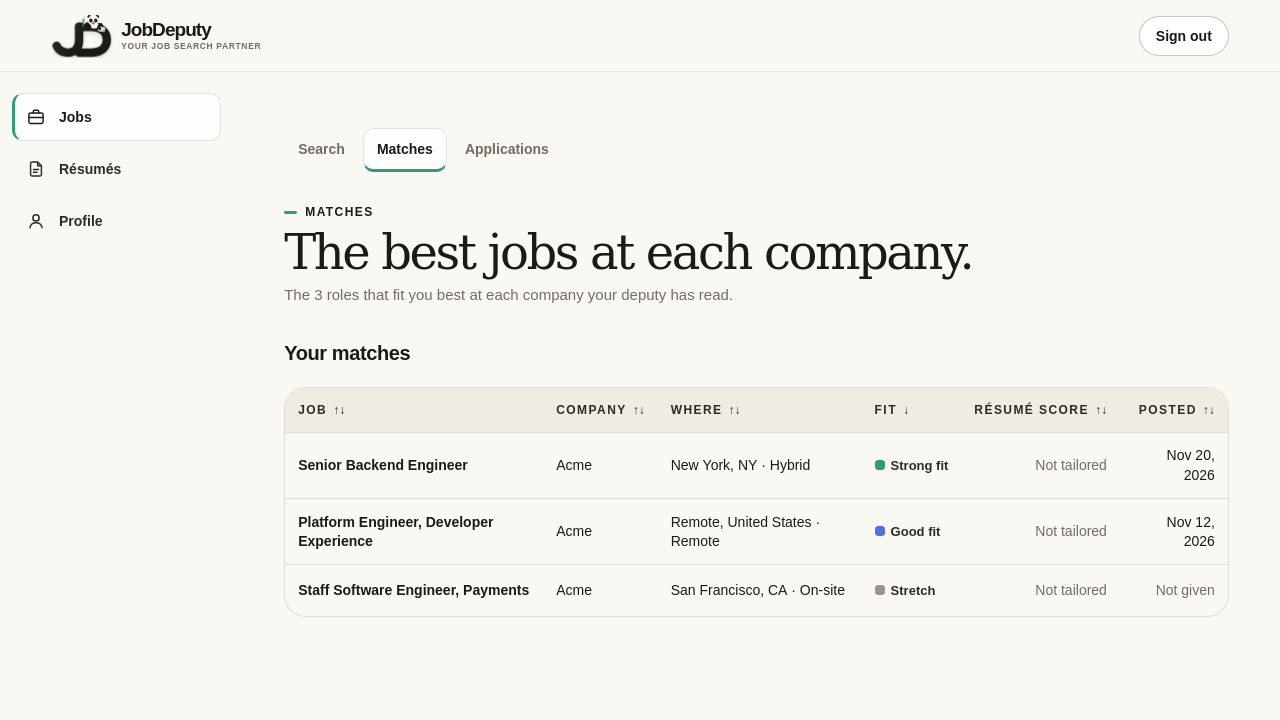 JobDeputy
YOUR JOB SEARCH PARTNER
Sign out
Jobs
Résumés
Profile
Search
Matches
Applications
MATCHES
The best jobs at each company.
The 3 roles that fit you best at each company your deputy has read.
Your matches
JOB ↑↓ COMPANY ↑↓ WHERE ↑↓ FIT ↓ RÉSUMÉ SCORE ↑↓ POSTED ↑↓
Senior Backend Engineer Acme New York, NY · Hybrid Strong fit Not tailored Nov 20,
2026
Platform Engineer, Developer
Experience
Acme
Remote, United States ·
Remote
Good fit
Not tailored
Nov 12,
2026
Staff Software Engineer, Payments Acme San Francisco, CA · On-site Stretch Not tailored Not given